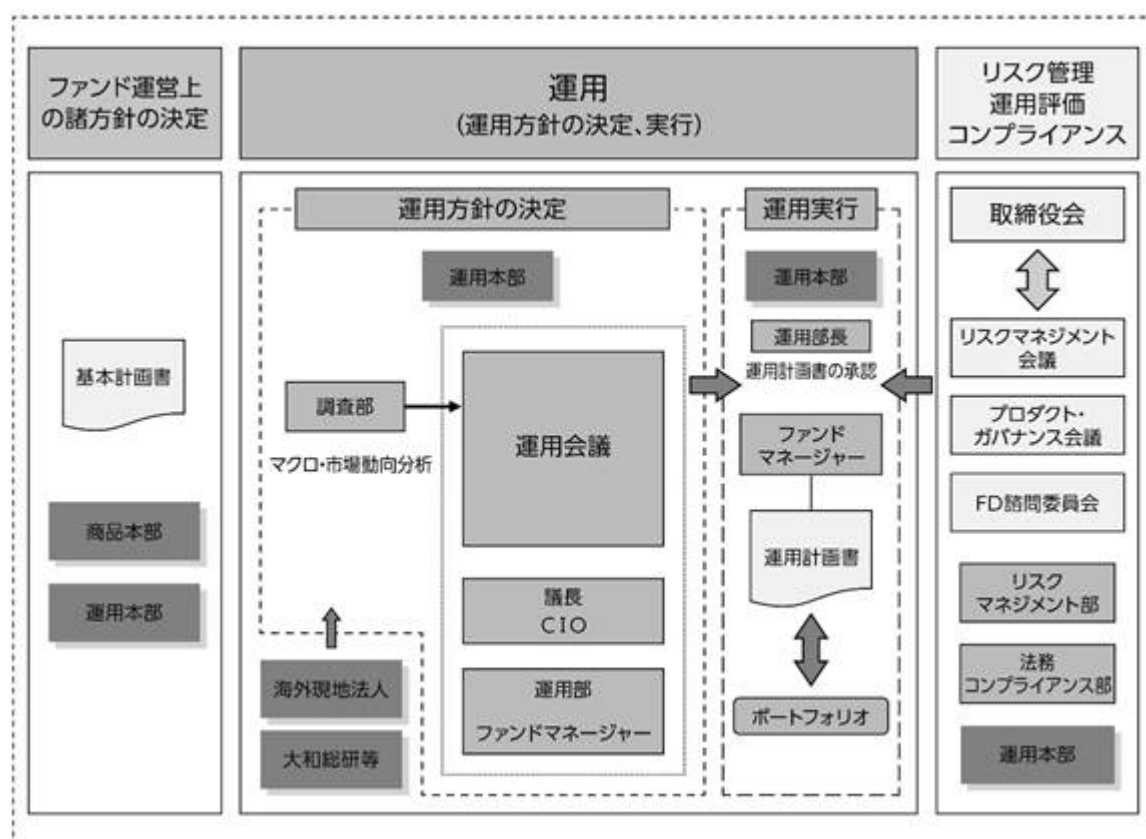 ファンド運営上
の諸方針の決定
基本計画書
商品本部
運用本部
運用
(運用方針の決定、実行)
運用方針の決定
運用本部
調査部
マクロ・市場動向分析
運用会議
議長
CIO
運用部
ファンドマネージャー
海外現地法人
大和総研等
運用実行
運用本部
運用部長
運用計画書の承認
ファンド
マネージャー
運用計画書
ポートフォリオ
リスク管理
運用評価
コンプライアンス
取締役会
リスクマネジメント
会議
プロダクト・
ガバナンス会議
FD諮問委員会
リスク
マネジメント部
法務
コンプライアンス部
運用本部